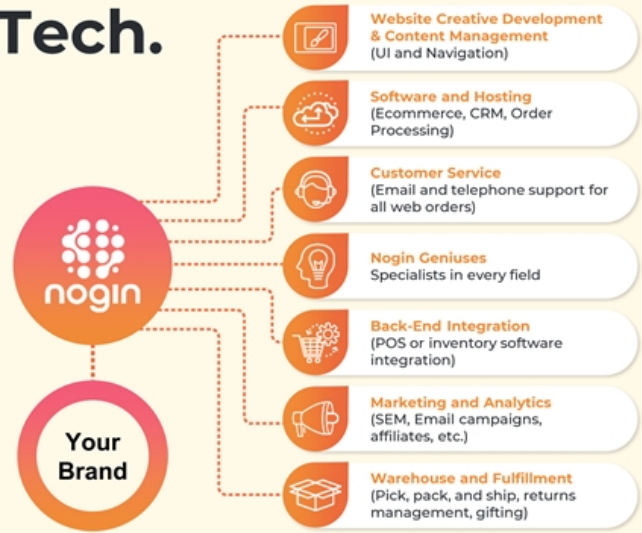 Tech.
Website Creative Development
& Content Management
(UI and Navigation)
Software and Hosting
(Ecommerce, CRM, Order
Processing)
Customer Service
(Email and telephone support for
all web orders)
nogin
Nogin Geniuses
Specialists in every field
Back-End Integration
(POS or inventory software
integration)
Marketing and Analytics
(SEM, Email campaigns,
affiliates, etc.)
Your
Brand
Warehouse and Fulfillment
(Pick, pack, and ship, returns
management, gifting)